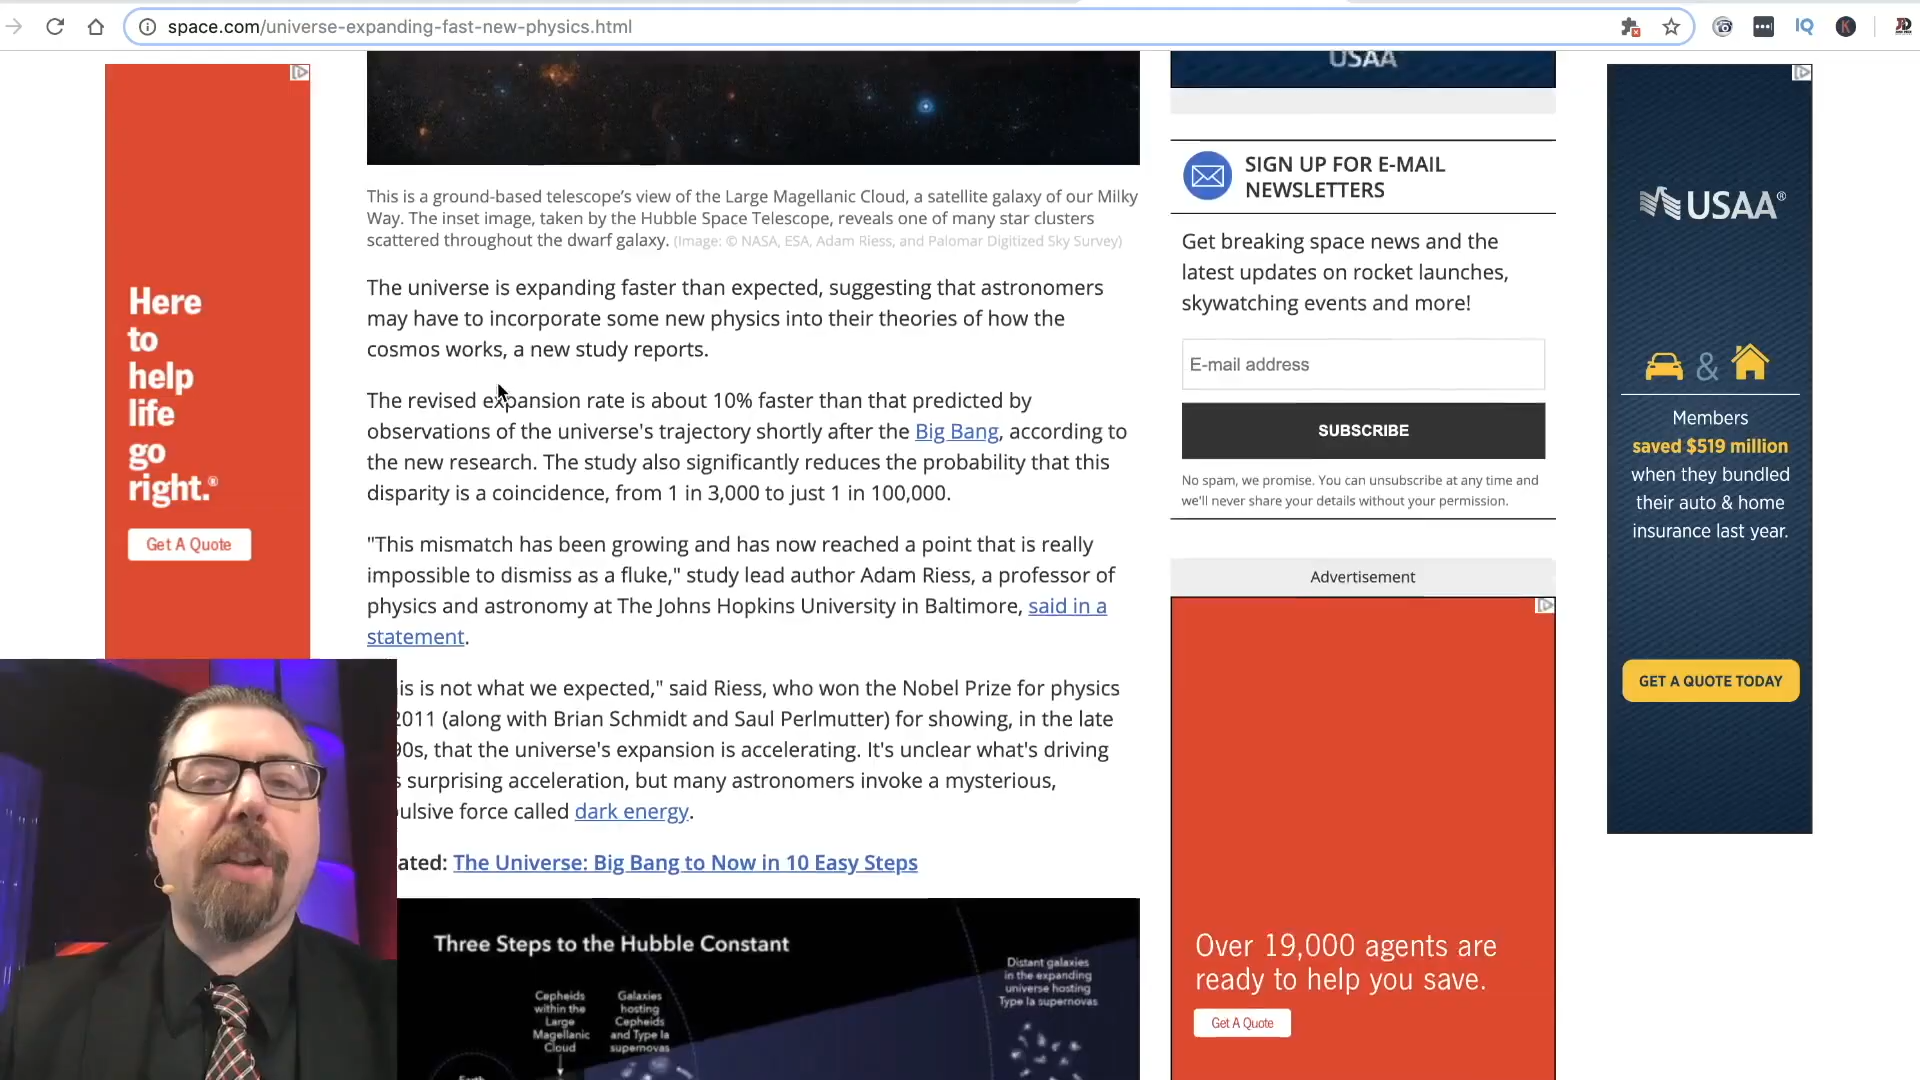 space.com/universe-expanding-fast-new-physics.html
IQ
K
Here
to
help
life
go
right.®
Get A Quote
This is a ground-based telescope's view of the Large Magellanic Cloud, a satellite galaxy of our Milky
Way. The inset image, taken by the Hubble Space Telescope, reveals one of many star clusters
scattered throughout the dwarf galaxy. (Image: © NASA, ESA, Adam Riess, and Palomar Digitized Sky Survey)
The universe is expanding faster than expected, suggesting that astronomers
may have to incorporate some new physics into their theories of how the
cosmos works, a new study reports.
The revised expansion rate is about 10% faster than that predicted by
observations of the universe's trajectory shortly after the Big Bang, according to
the new research. The study also significantly reduces the probability that this
disparity is a coincidence, from 1 in 3,000 to just 1 in 100,000.
"This mismatch has been growing and has now reached a point that is really
impossible to dismiss as a fluke," study lead author Adam Riess, a professor of
physics and astronomy at The Johns Hopkins University in Baltimore, said in a
statement.
is is not what we expected," said Riess, who won the Nobel Prize for physics
2011 (along with Brian Schmidt and Saul Perlmutter) for showing, in the late
90s, that the universe's expansion is accelerating. It's unclear what's driving
s surprising acceleration, but many astronomers invoke a mysterious,
ulsive force called dark energy.
ated: The Universe: Big Bang to Now in 10 Easy Steps
Three Steps to the Hubble Constant
Cepheids
within the
Large
Magellanic
Cloud
Galaxies
hosting
Cepheids
and Type Ia
supernovas
Distant galaxies
in the expanding
universe hosting
Type Ia supernovas
Earth
USAA
SIGN UP FOR E-MAIL
NEWSLETTERS
Get breaking space news and the
latest updates on rocket launches,
skywatching events and more!
E-mail address
SUBSCRIBE
No spam, we promise. You can unsubscribe at any time and
we'll never share your details without your permission.
Advertisement
Over 19,000 agents are
ready to help you save.
Get A Quote
USAA®
&
Members
saved $519 million
when they bundled
their auto & home
insurance last year.
GET A QUOTE TODAY